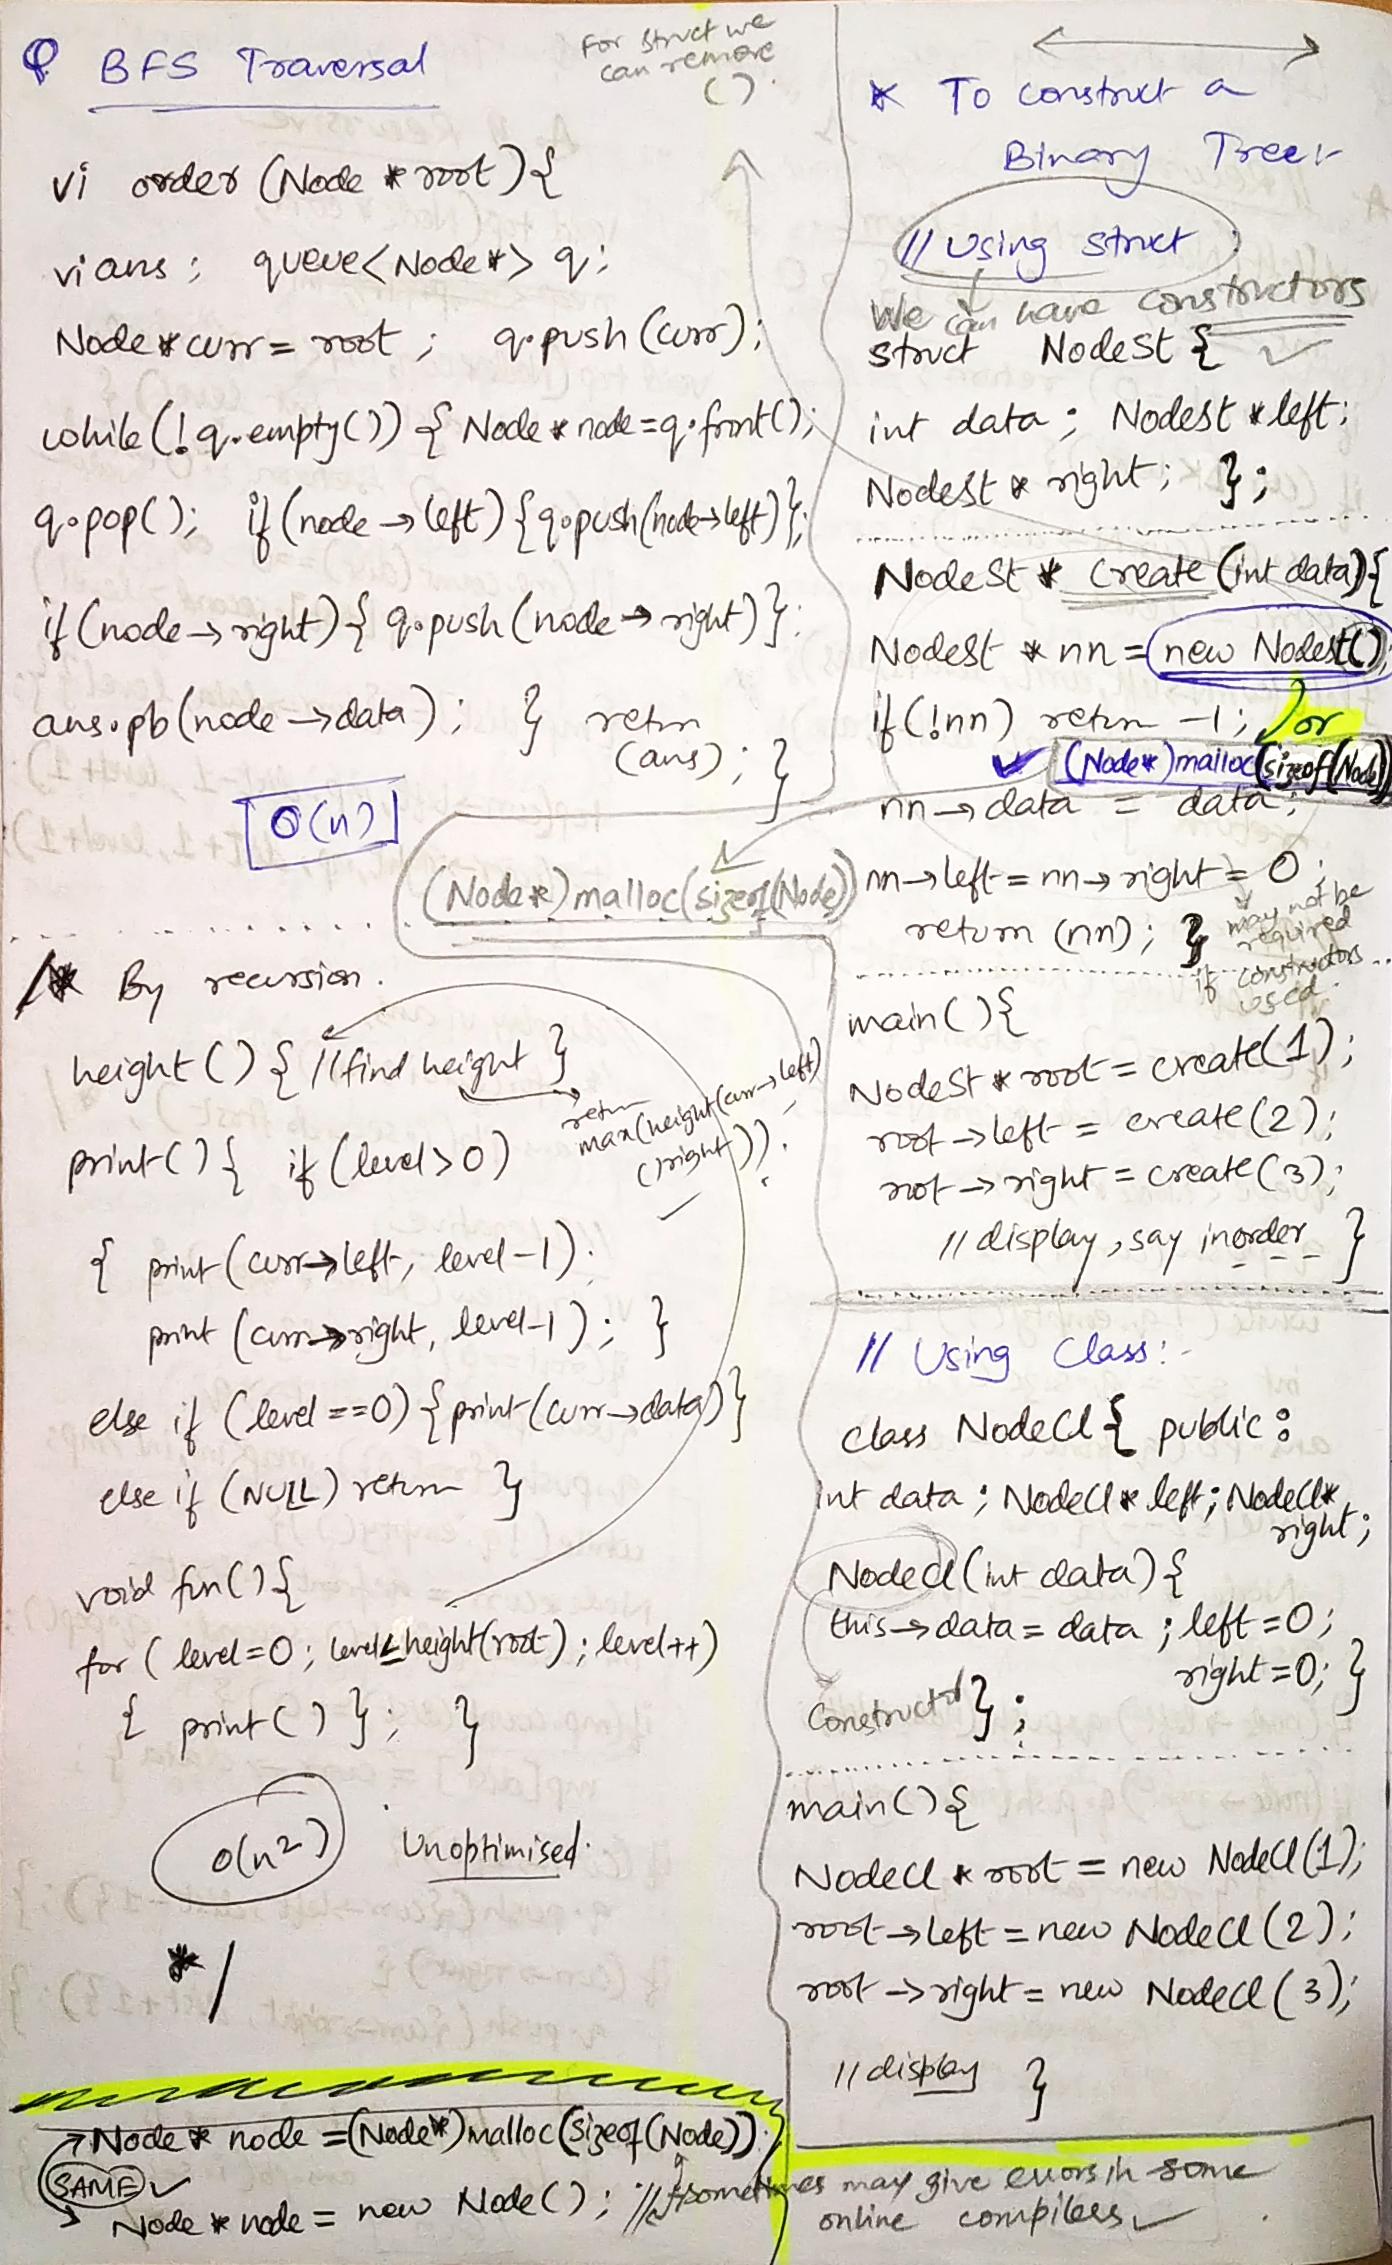 Q BFS Traversal
For struct we
can remove
().
vi order (Node * root){
vi ans; queue<Node*> q;
Node * curr = root ; q.push(curr);
while(!q.empty()) { Node * node = q.front();
q.pop(); if(node→left){q.push(node→left)};
if(node→right){ q.push(node→right)};
ans.pb(node→data); } retrn
(ans); }
O(n)
(Node*)malloc(sizeof(Node))
/* By recursion.
height(){ //find height }
retrn
max(height(curr→left)
()right)).
print(){ if(level>0)
{ print(curr→left, level-1);
print(curr→right, level-1); }
else if (level==0) {print(curr→data)}
else if (NULL) return }
void fun(){
for ( level=0; level≤height(root); level++)
{ print() }; }
O(n²) Unoptimised.
*/
Node * node = (Node*)malloc(sizeof(Node));
SAME
Node * node = new Node(); // sometimes may give errors in some
online compilers
* To construct a
Binary Tree:-
// Using struct
We can have constructors
struct NodeSt {
int data; NodeSt *left;
NodeSt * right; };
NodeSt * create(int data){
NodeSt * nn = new NodeSt();
if(!nn) return -1; or
(Node*)malloc(sizeof(Node))
nn→data = data;
nn→left = nn→right = 0;
may not be
required
if constructors
used.
return (nn); }
main(){
NodeSt * root = create(1);
root→left = create(2);
root→right = create(3);
// display, say inorder }
// Using Class:-
class NodeCl { public:
int data; NodeCl * left; NodeCl*
right;
NodeCl(int data){
this→data = data; left=0;
right=0; }
Constructor };
main(){
NodeCl * root = new NodeCl(1);
root→left = new NodeCl(2);
root→right = new NodeCl(3);
// display }